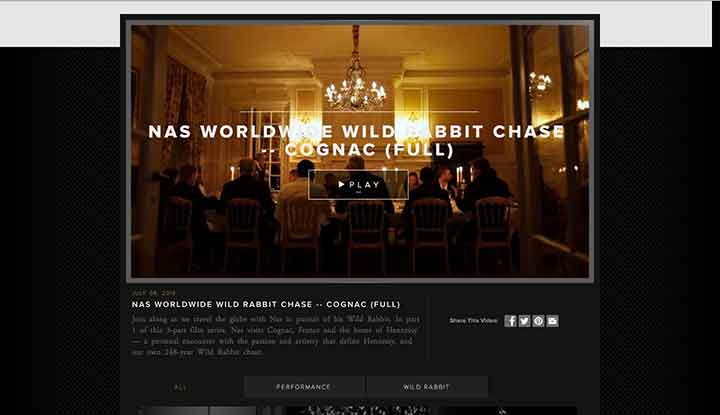 NAS WORLDWIDE WILD RABBIT CHASE
-- COGNAC (FULL)
PLAY
JULY 08, 2014
NAS WORLDWIDE WILD RABBIT CHASE -- COGNAC (FULL)
Join along as we travel the globe with Nas in pursuit of his Wild Rabbit. In part
1 of this 3-part film series, Nas visits Cognac, France and the home of Hennessy
— a personal encounter with the passion and artistry that define Hennessy, and
our own 248-year Wild Rabbit chase.
Share This Video:
ALL
PERFORMANCE
WILD RABBIT